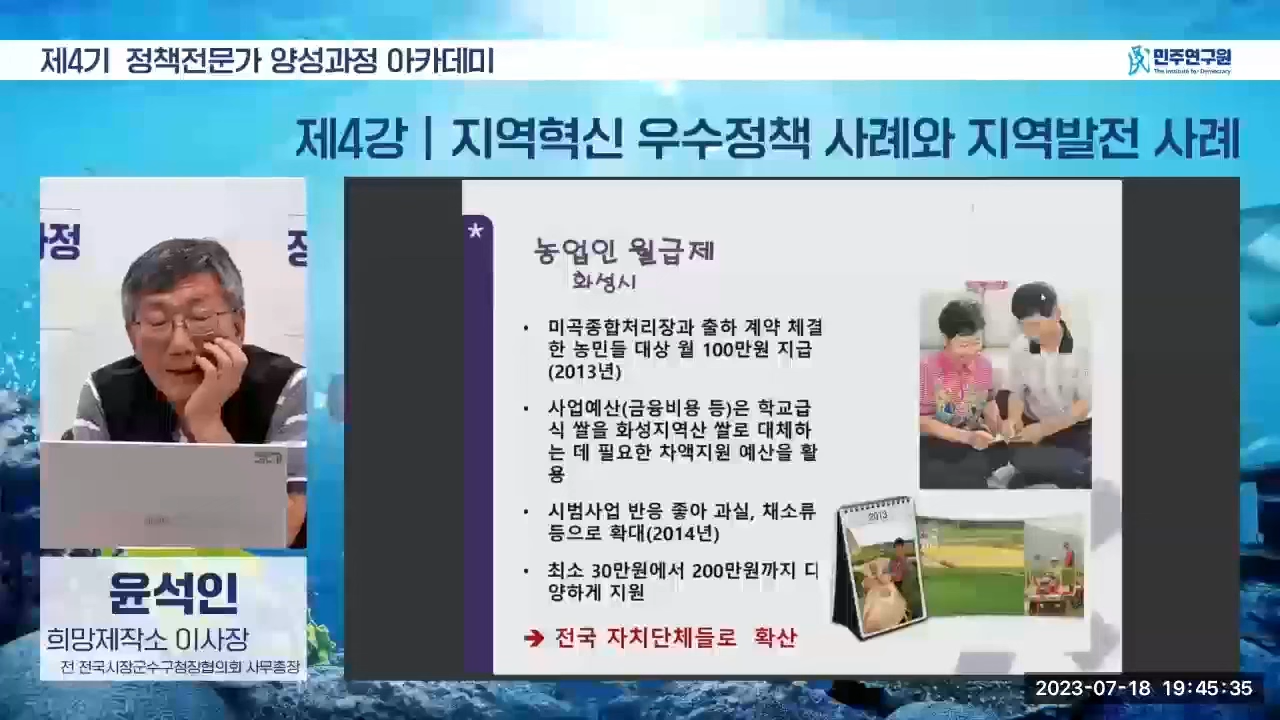 제4기 정책전문가 양성과정 아카데미
민주연구원
The Institute for Democracy
제4강 | 지역혁신 우수정책 사례와 지역발전 사례
농업인 월급제
화성시
• 미곡종합처리장과 출하 계약 체결
한 농민들 대상 월 100만원 지급
(2013년)
• 사업예산(금융비용 등)은 학교급
식 쌀을 화성지역산 쌀로 대체하
는 데 필요한 차액지원 예산을 활
용
• 시범사업 반응 좋아 과실, 채소류
등으로 확대(2014년)
• 최소 30만원에서 200만원까지 다
양하게 지원
➔ 전국 자치단체들로 확산
2013
윤석인
희망제작소 이사장
전 전국시장군수구청장협의회 사무총장
2023-07-18 19:45:35